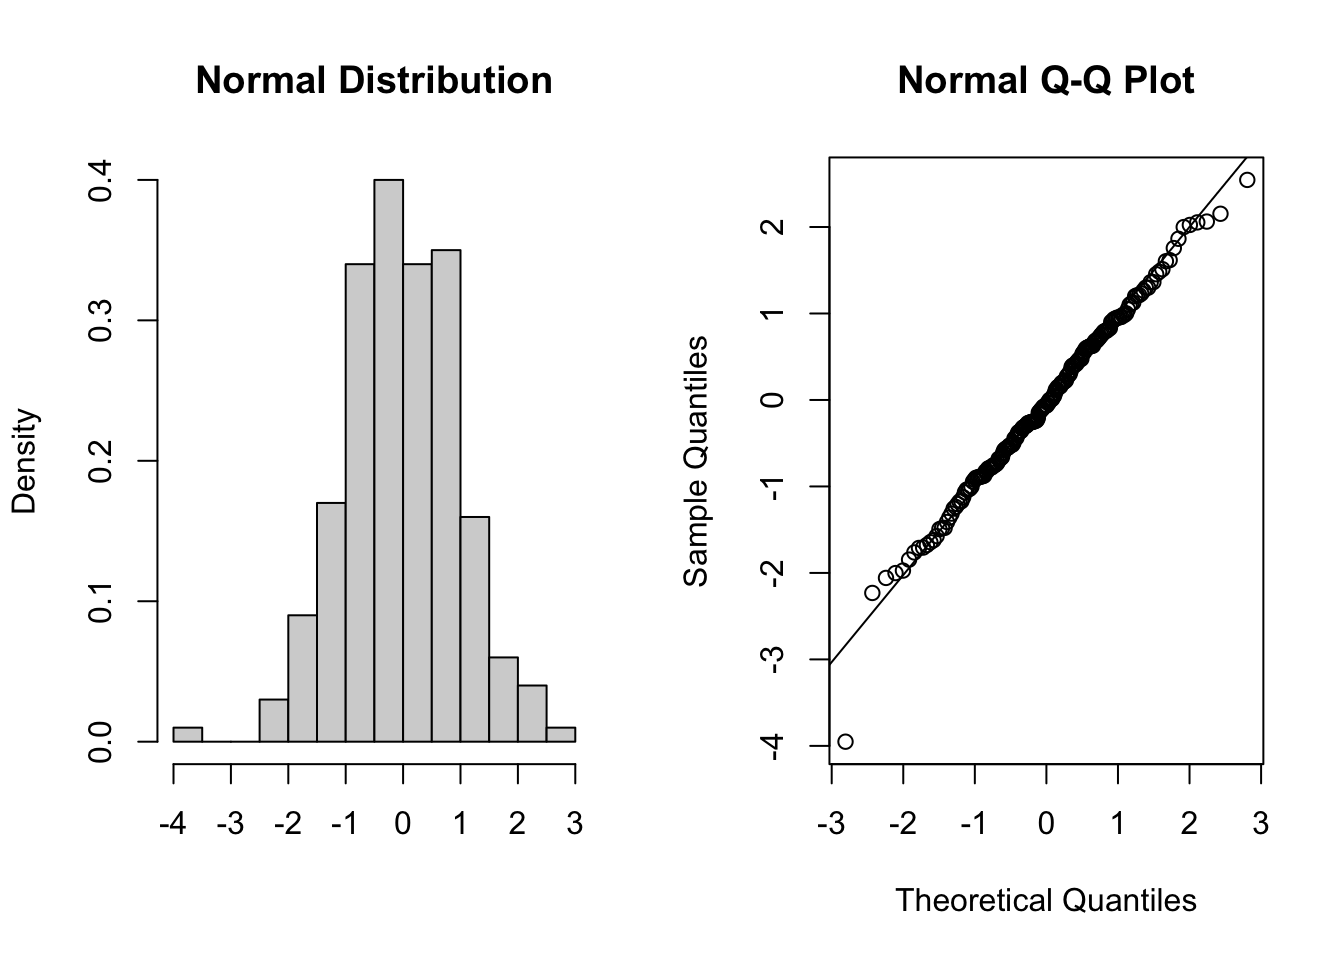 Normal Distribution
Density
0.4
0.3
0.2
0.1
0.0
-4 -3 -2 -1 0 1 2 3
Normal Q-Q Plot
Sample Quantiles
2
1
0
-1
-2
-3
-4
-3 -2 -1 0 1 2 3
Theoretical Quantiles